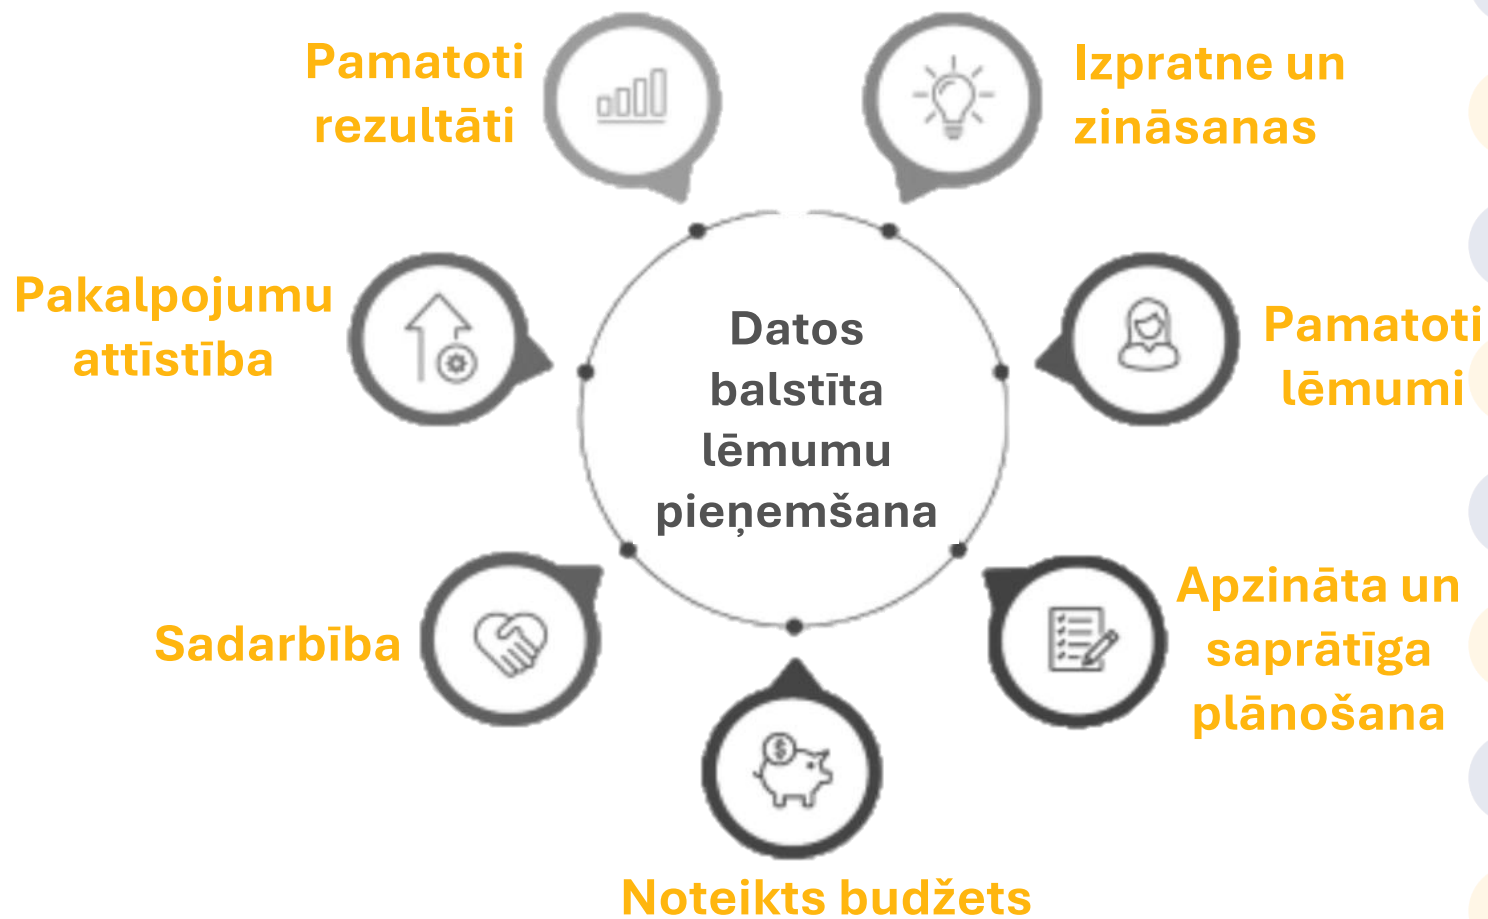 Pamatoti
rezultāti
Izpratne un
zināsanas
Pakalpojumu
attīstība
Datos
balstīta
lēmumu
pieņemšana
Pamatoti
lēmumi
Sadarbība
Apzināta un
saprātīga
plānošana
$
Noteikts budžets